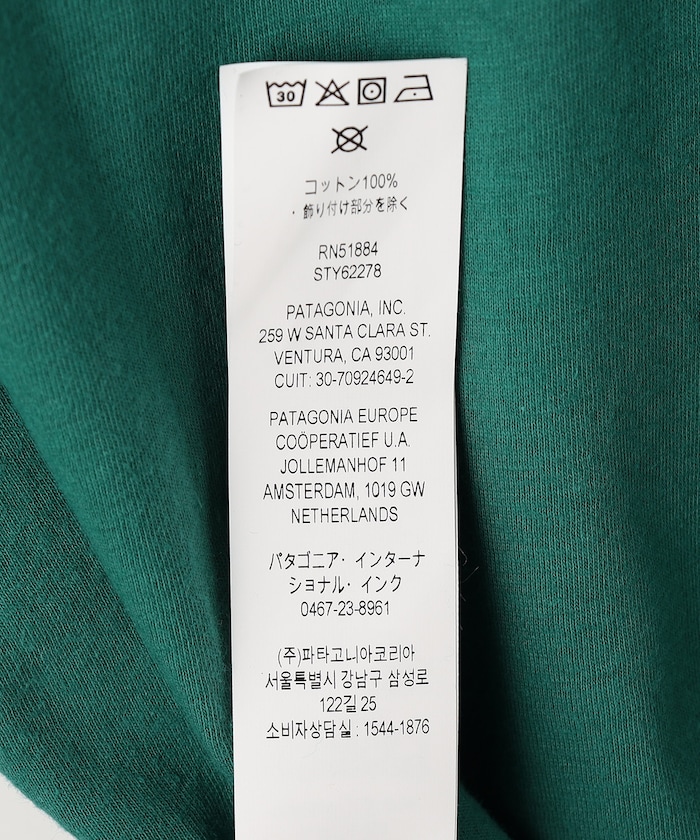 30
コットン100%
・飾り付け部分を除く
RN51884
STY62278
PATAGONIA, INC.
259 W SANTA CLARA ST.
VENTURA, CA 93001
CUIT: 30-70924649-2
PATAGONIA EUROPE
COÖPERATIEF U.A.
JOLLEMANHOF 11
AMSTERDAM, 1019 GW
NETHERLANDS
パタゴニア・インターナ
ショナル・インク
0467-23-8961
(주)파타고니아코리아
서울특별시 강남구 삼성로
122길 25
소비자상담실 : 1544-1876